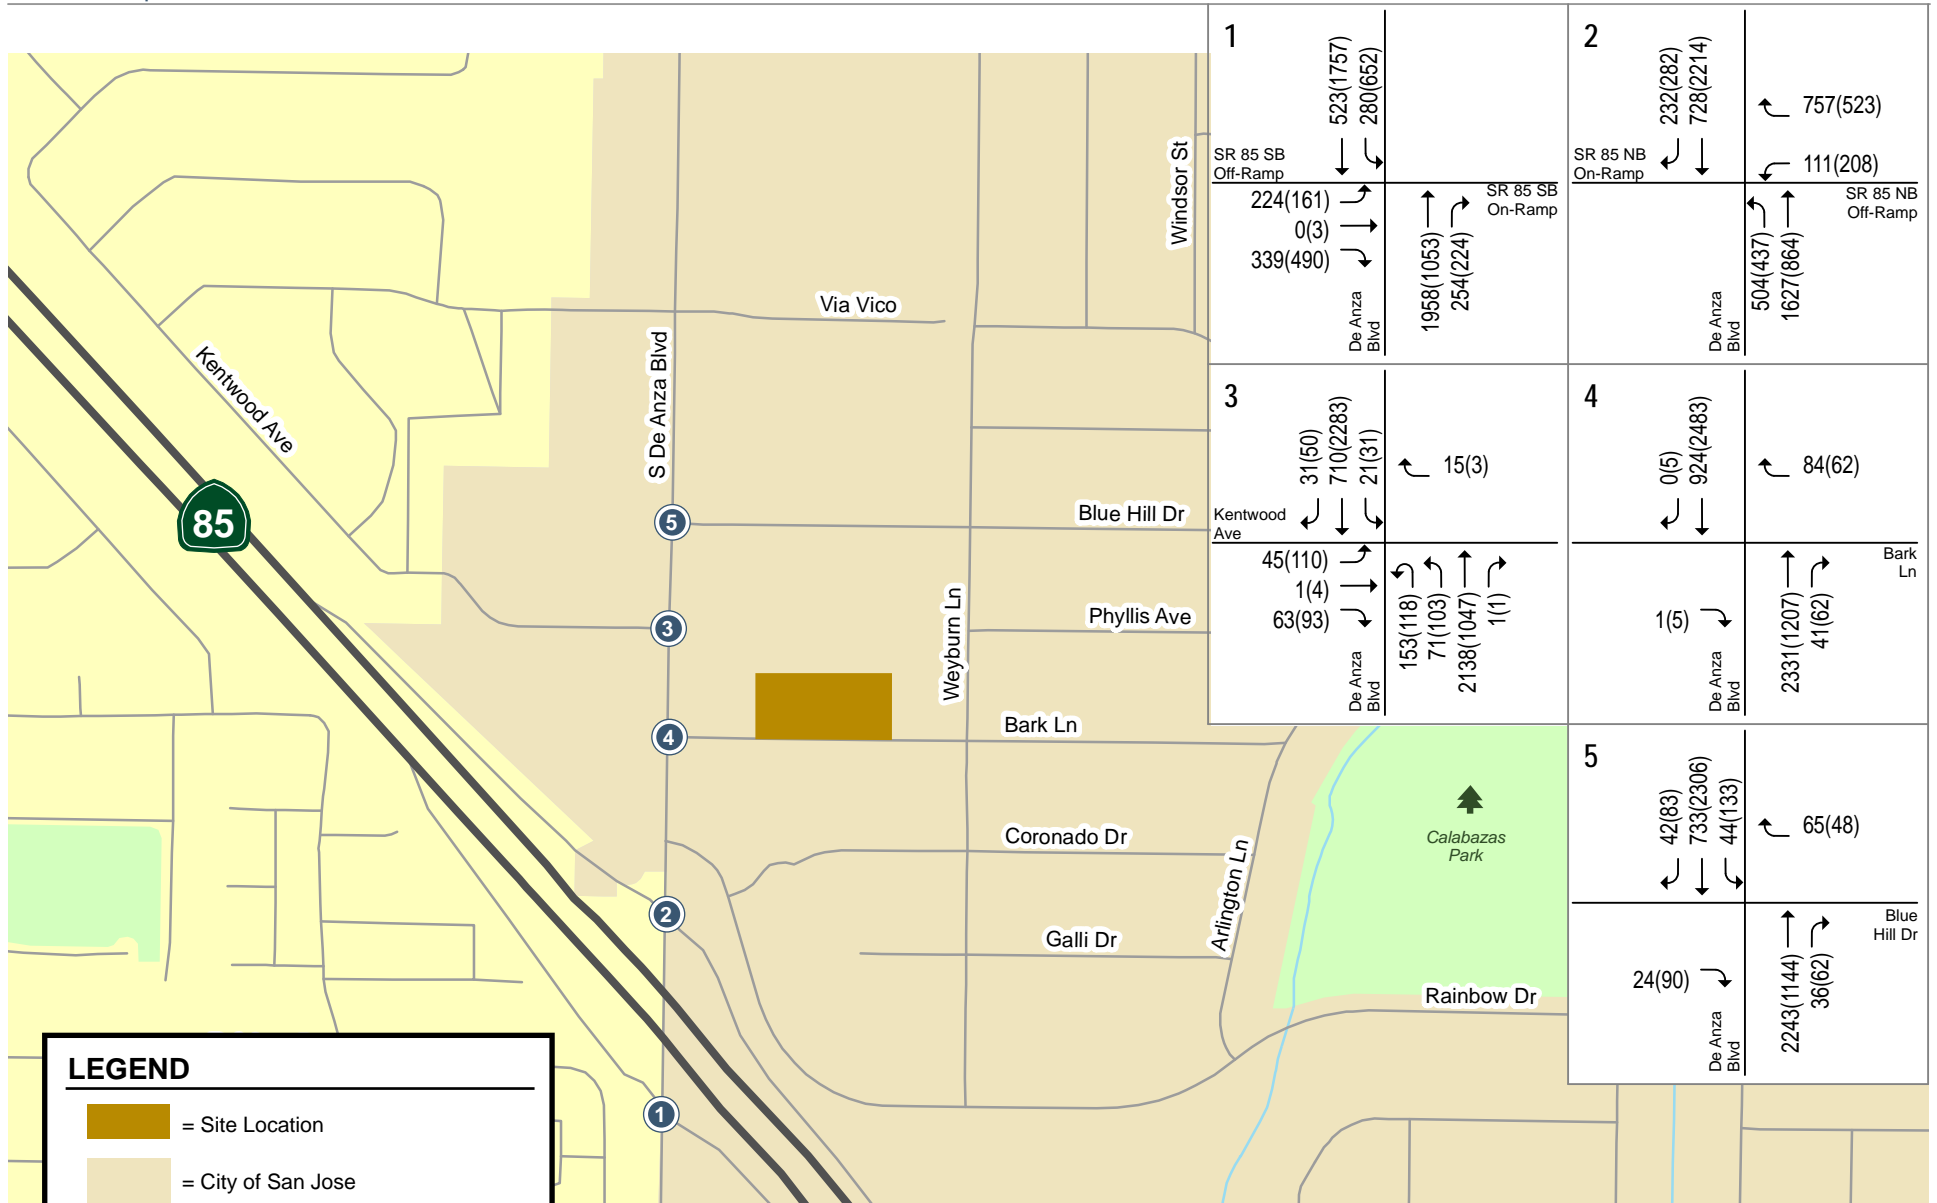 1
523(1757)
280(652)
SR 85 SB
Off-Ramp
224(161)
0(3)
339(490)
SR 85 SB
On-Ramp
1958(1053)
254(224)
De Anza
Blvd
2
232(282)
728(2214)
757(523)
111(208)
SR 85 NB
On-Ramp
SR 85 NB
Off-Ramp
504(437)
1627(864)
De Anza
Blvd
3
31(50)
710(2283)
21(31)
15(3)
Kentwood
Ave
45(110)
1(4)
63(93)
153(118)
71(103)
2138(1047)
1(1)
De Anza
Blvd
4
0(5)
924(2483)
84(62)
Bark
Ln
1(5)
2331(1207)
41(62)
De Anza
Blvd
5
42(83)
733(2306)
44(133)
65(48)
Blue
Hill Dr
24(90)
2243(1144)
36(62)
De Anza
Blvd
Windsor St
Via Vico
Kentwood Ave
S De Anza Blvd
85
5
Blue Hill Dr
3
Phyllis Ave
Weyburn Ln
4
Bark Ln
Coronado Dr
Calabazas
Park
Arlington Ln
2
Galli Dr
Rainbow Dr
1
LEGEND
= Site Location
= City of San Jose